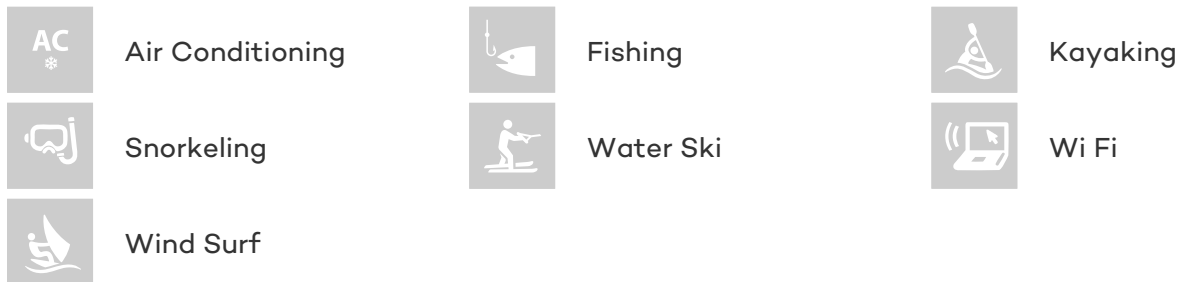 AC
Air Conditioning
Fishing
Kayaking
Snorkeling
Water Ski
Wi Fi
Wind Surf